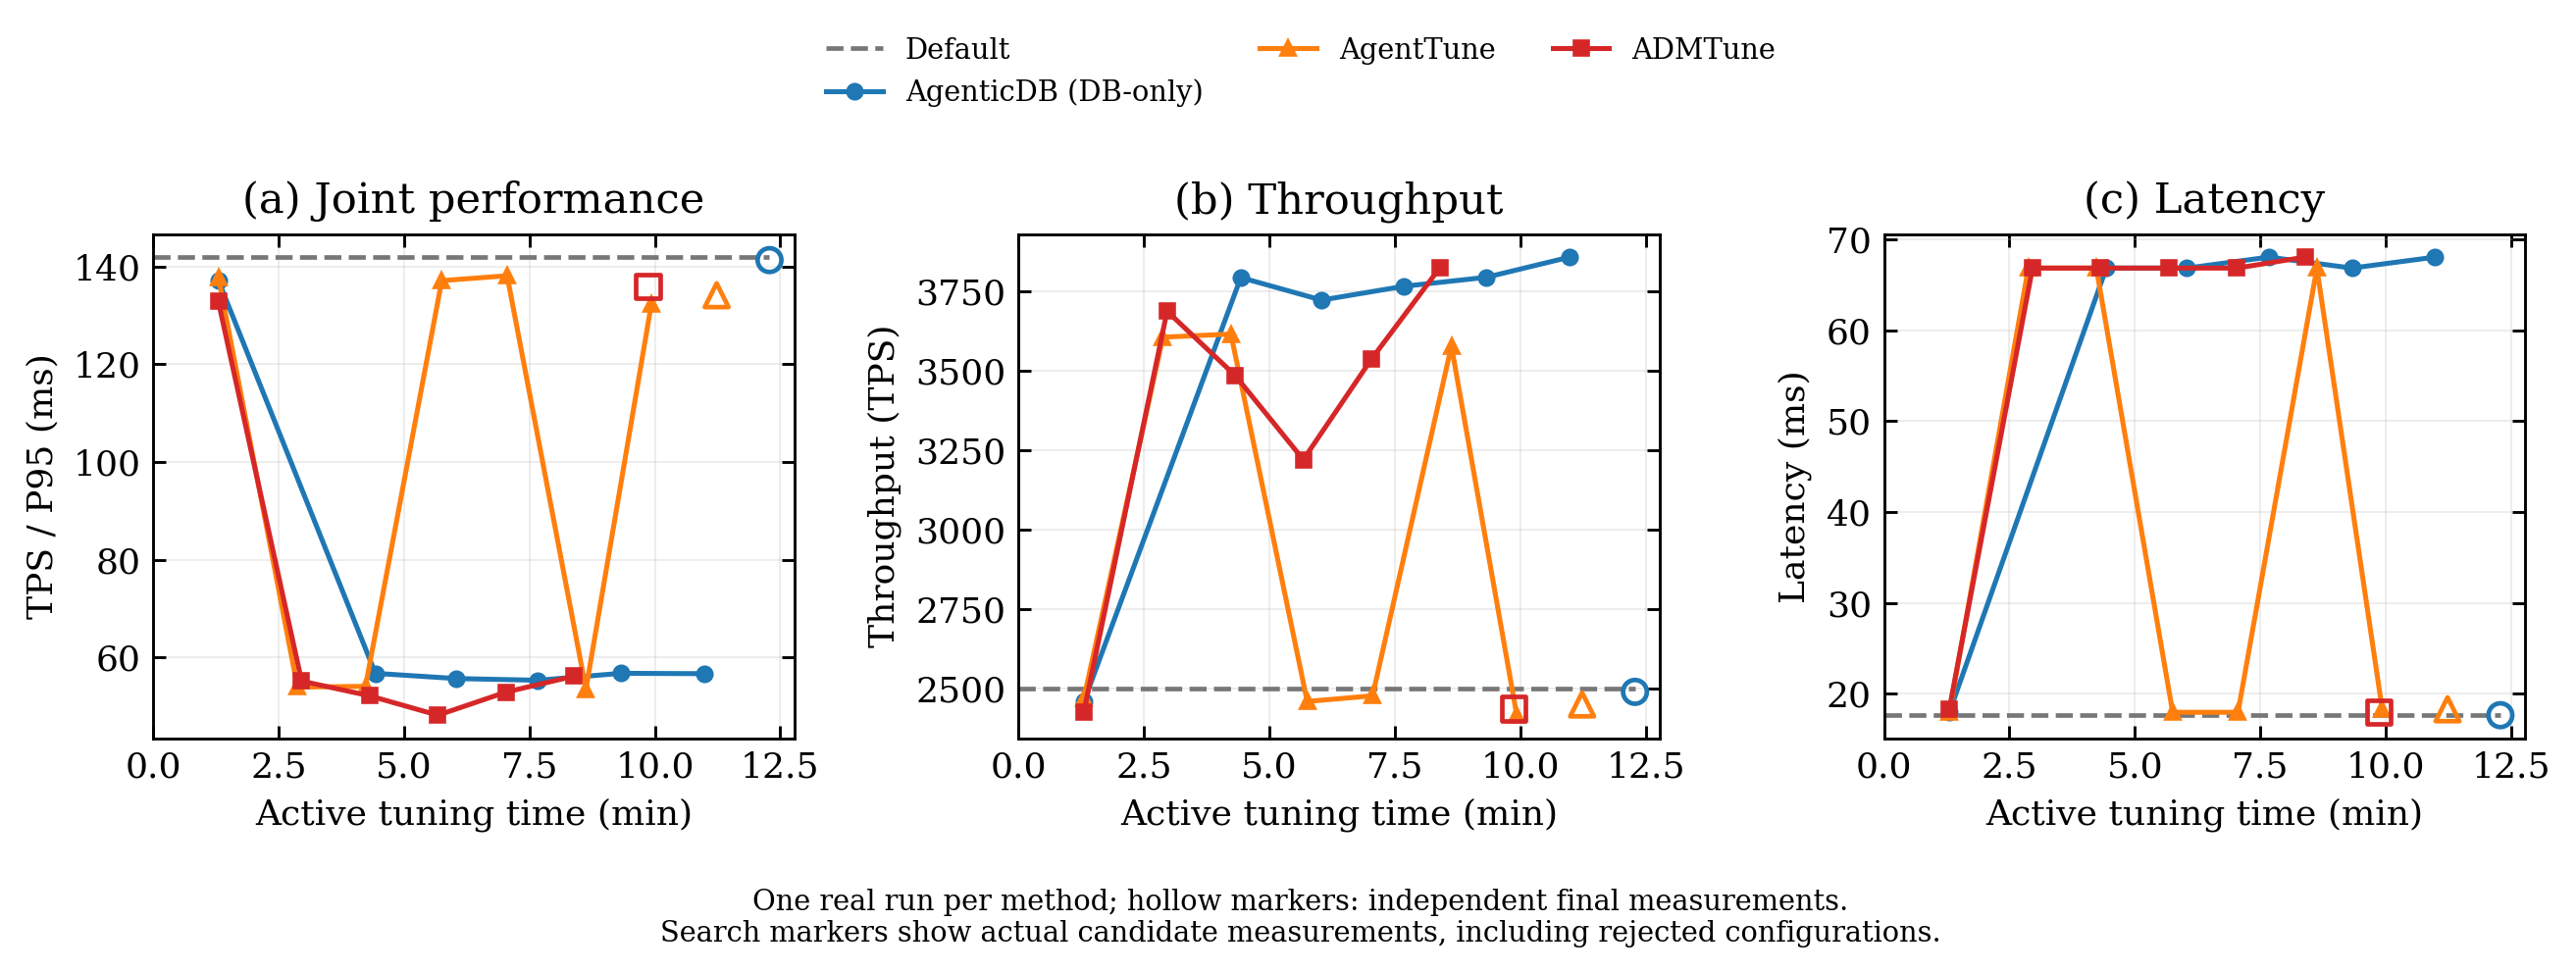 Default
AgenticDB (DB-only)
AgentTune
ADMTune
(a) Joint performance
TPS / P95 (ms)
140
120
100
80
60
0.0 2.5 5.0 7.5 10.0 12.5
Active tuning time (min)
(b) Throughput
Throughput (TPS)
3750
3500
3250
3000
2750
2500
0.0 2.5 5.0 7.5 10.0 12.5
Active tuning time (min)
(c) Latency
Latency (ms)
70
60
50
40
30
20
0.0 2.5 5.0 7.5 10.0 12.5
Active tuning time (min)
One real run per method; hollow markers: independent final measurements.
Search markers show actual candidate measurements, including rejected configurations.